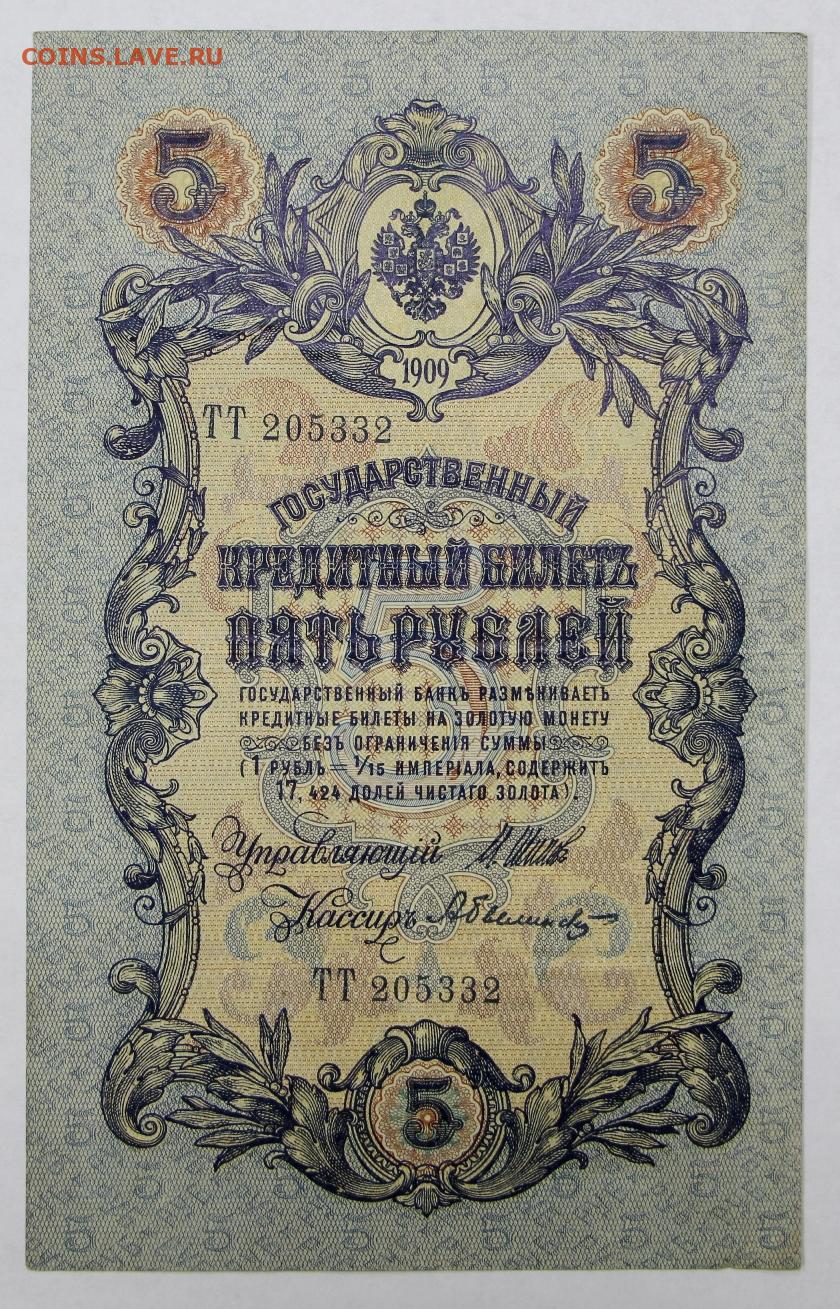 COINS.LAVE.РУ
5 5
1909
ТТ 205332
ГОСУДАРСТВЕННЫЙ
КРЕДИТНЫЙ БИЛЕТЪ
ПЯТЬ РУБЛЕЙ
ГОСУДАРСТВЕННЫЙ БАНКЪ РАЗМѢНИВАЕТЪ
КРЕДИТНЫЕ БИЛЕТЫ НА ЗОЛОТУЮ МОНЕТУ
БЕЗЪ ОГРАНИЧЕНІЯ СУММЫ
(1 РУБЛЬ = 1/15 ИМПЕРІАЛА, СОДЕРЖИТЪ
17,424 ДОЛЕЙ ЧИСТАГО ЗОЛОТА).
Управляющій
Кассиръ
ТТ 205332
5